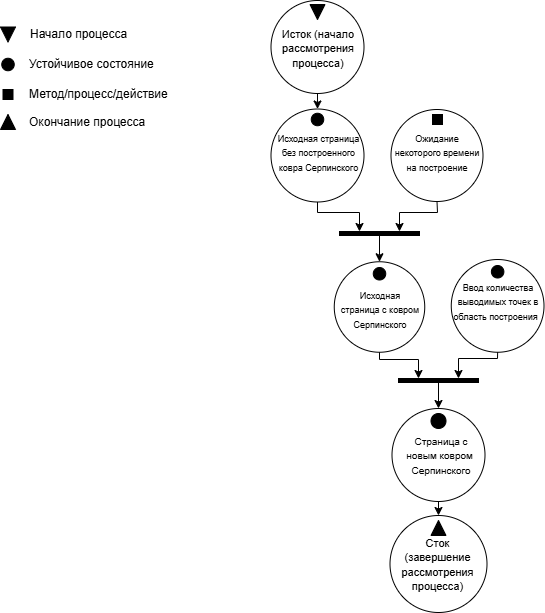 Начало процесса
Устойчивое состояние
Метод/процесс/действие
Окончание процесса
Исток (начало
рассмотрения
процесса)
Исходная страница
без построенного
ковра Серпинского
Ожидание
некоторого времени
на построение
Исходная
страница с ковром
Серпинского
Ввод количества
выводимых точек в
область построения
Страница с
новым ковром
Серпинского
Сток
(завершение
рассмотрения
процесса)